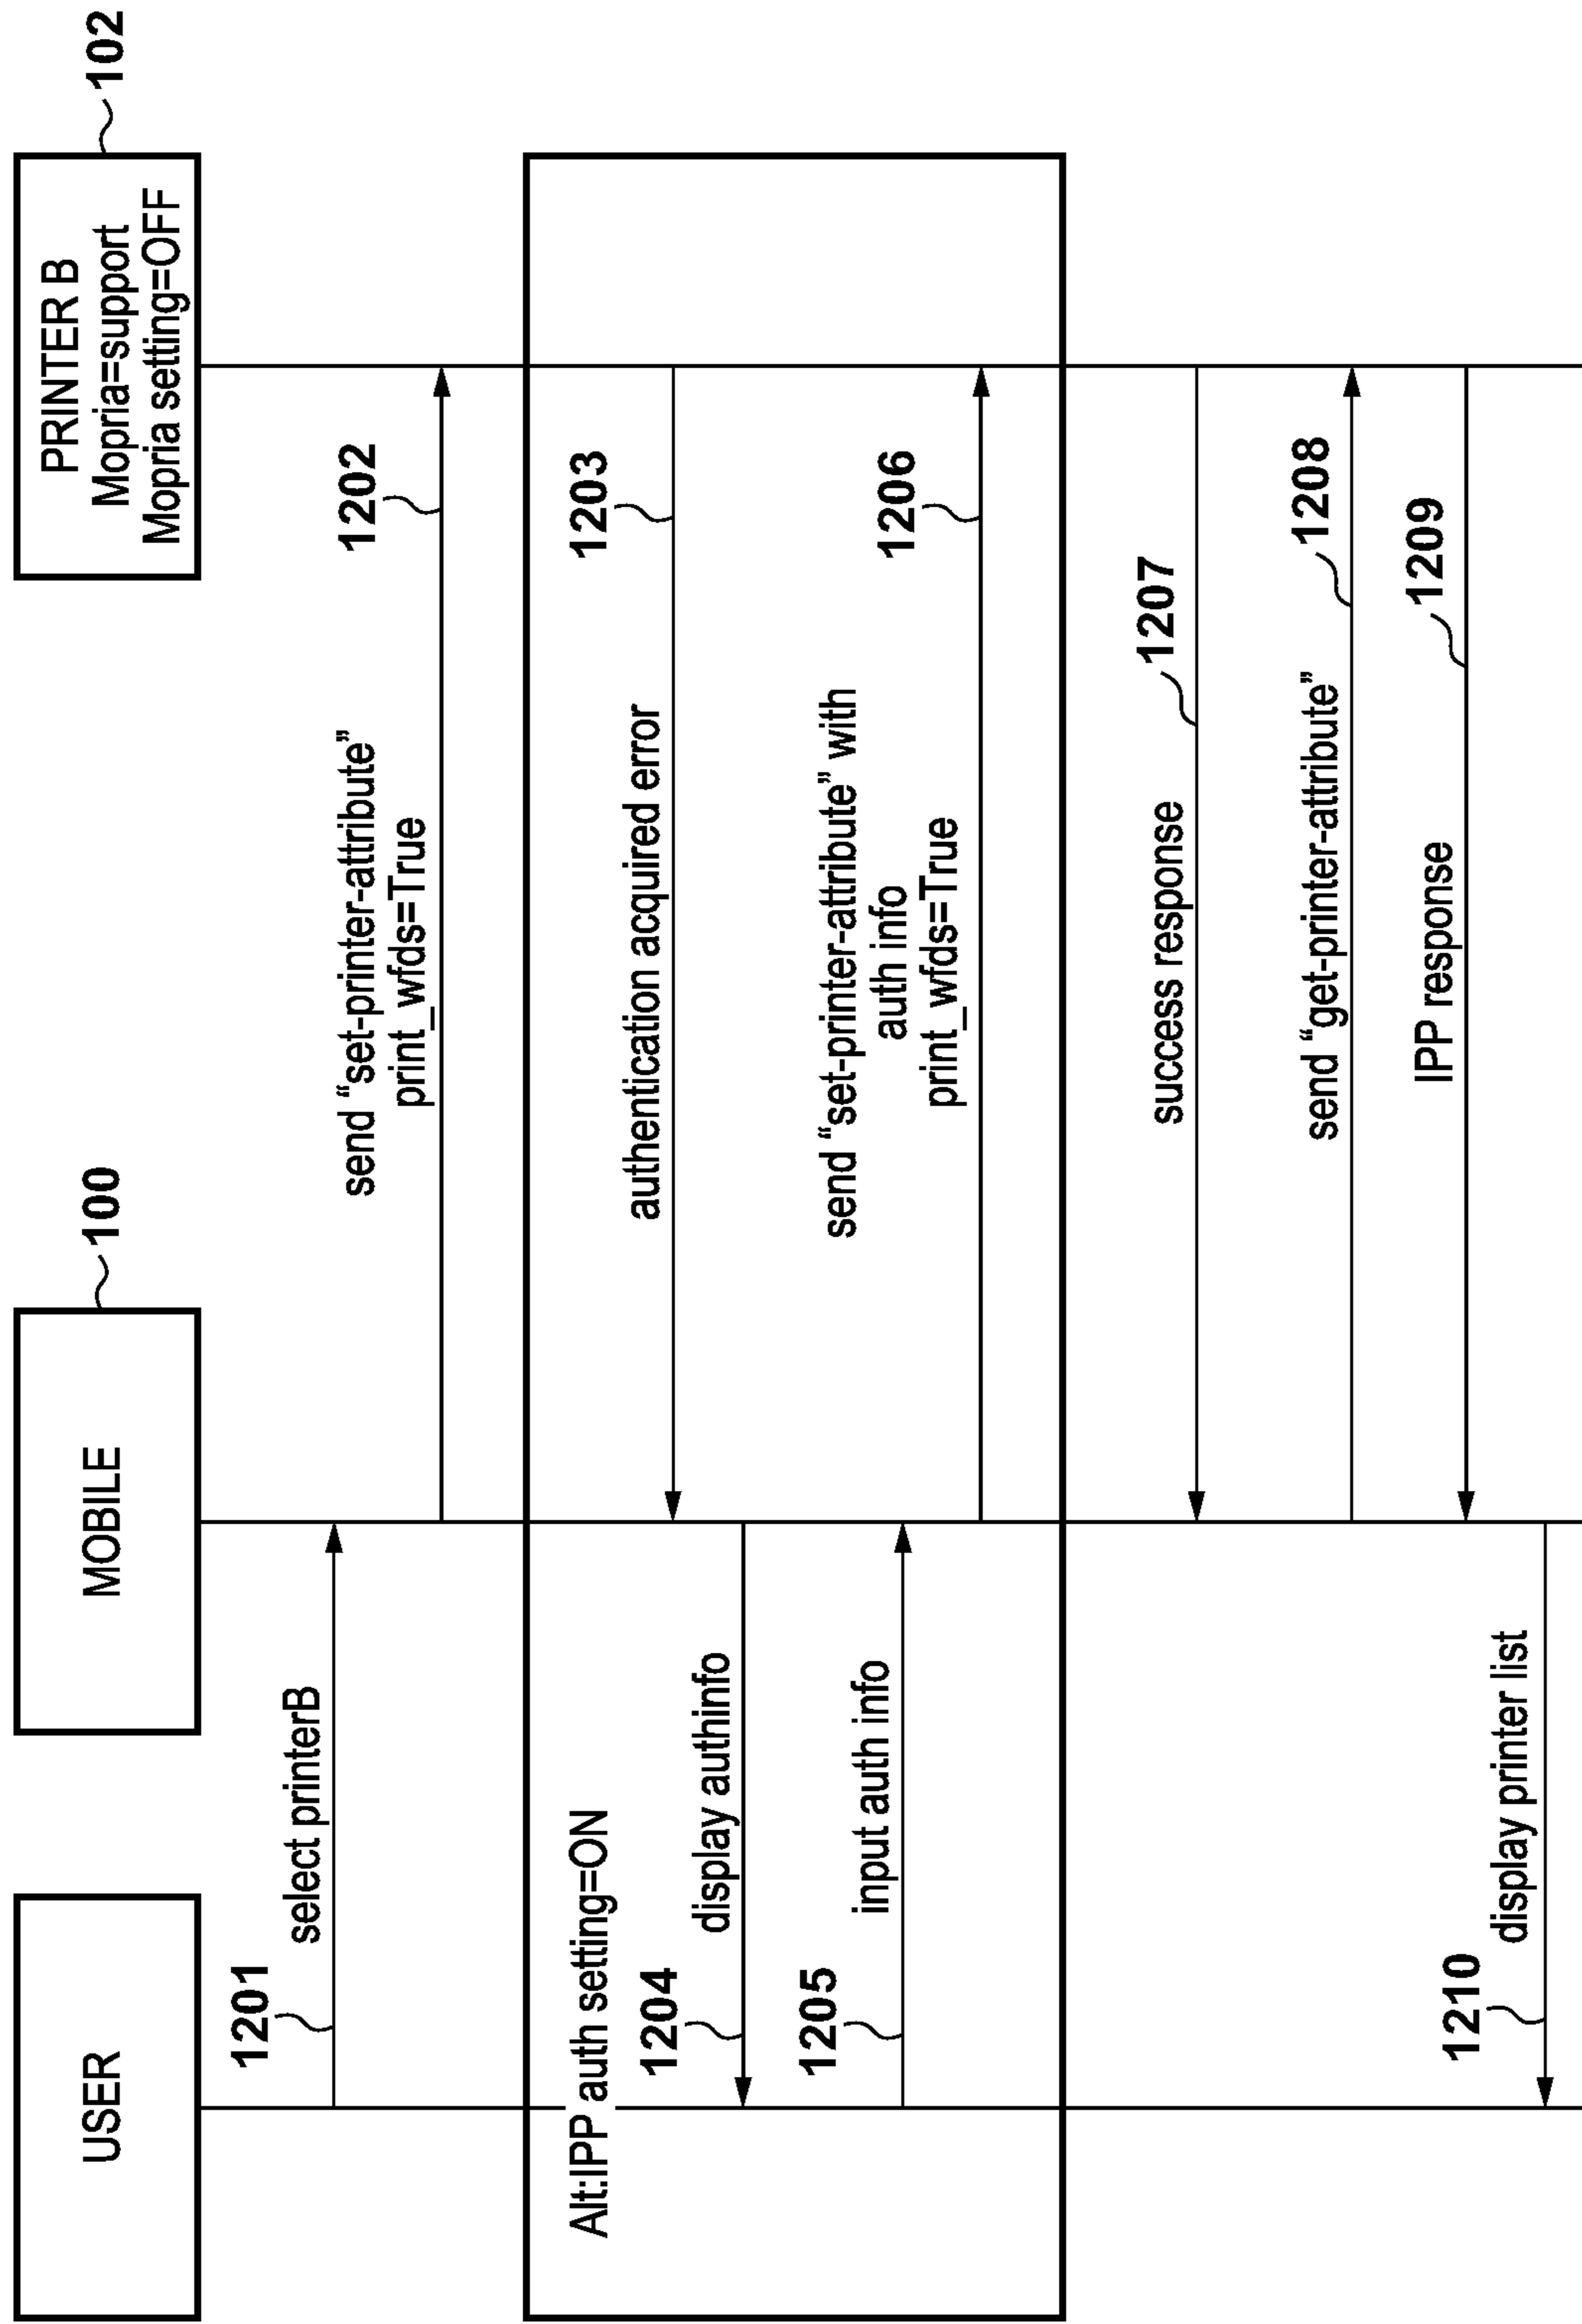 USER
MOBILE
100
PRINTER B
Mopria=support
Mopria setting=OFF
102
1201
select printerB
send “set-printer-attribute”
print_wfds=True
1202
Alt:IPP auth setting=ON
authentication acquired error
1203
1204
display authinfo
1205
input auth info
send “set-printer-attribute” with
auth info
print_wfds=True
1206
success response
1207
send “get-printer-attribute”
1208
IPP response
1209
1210
display printer list